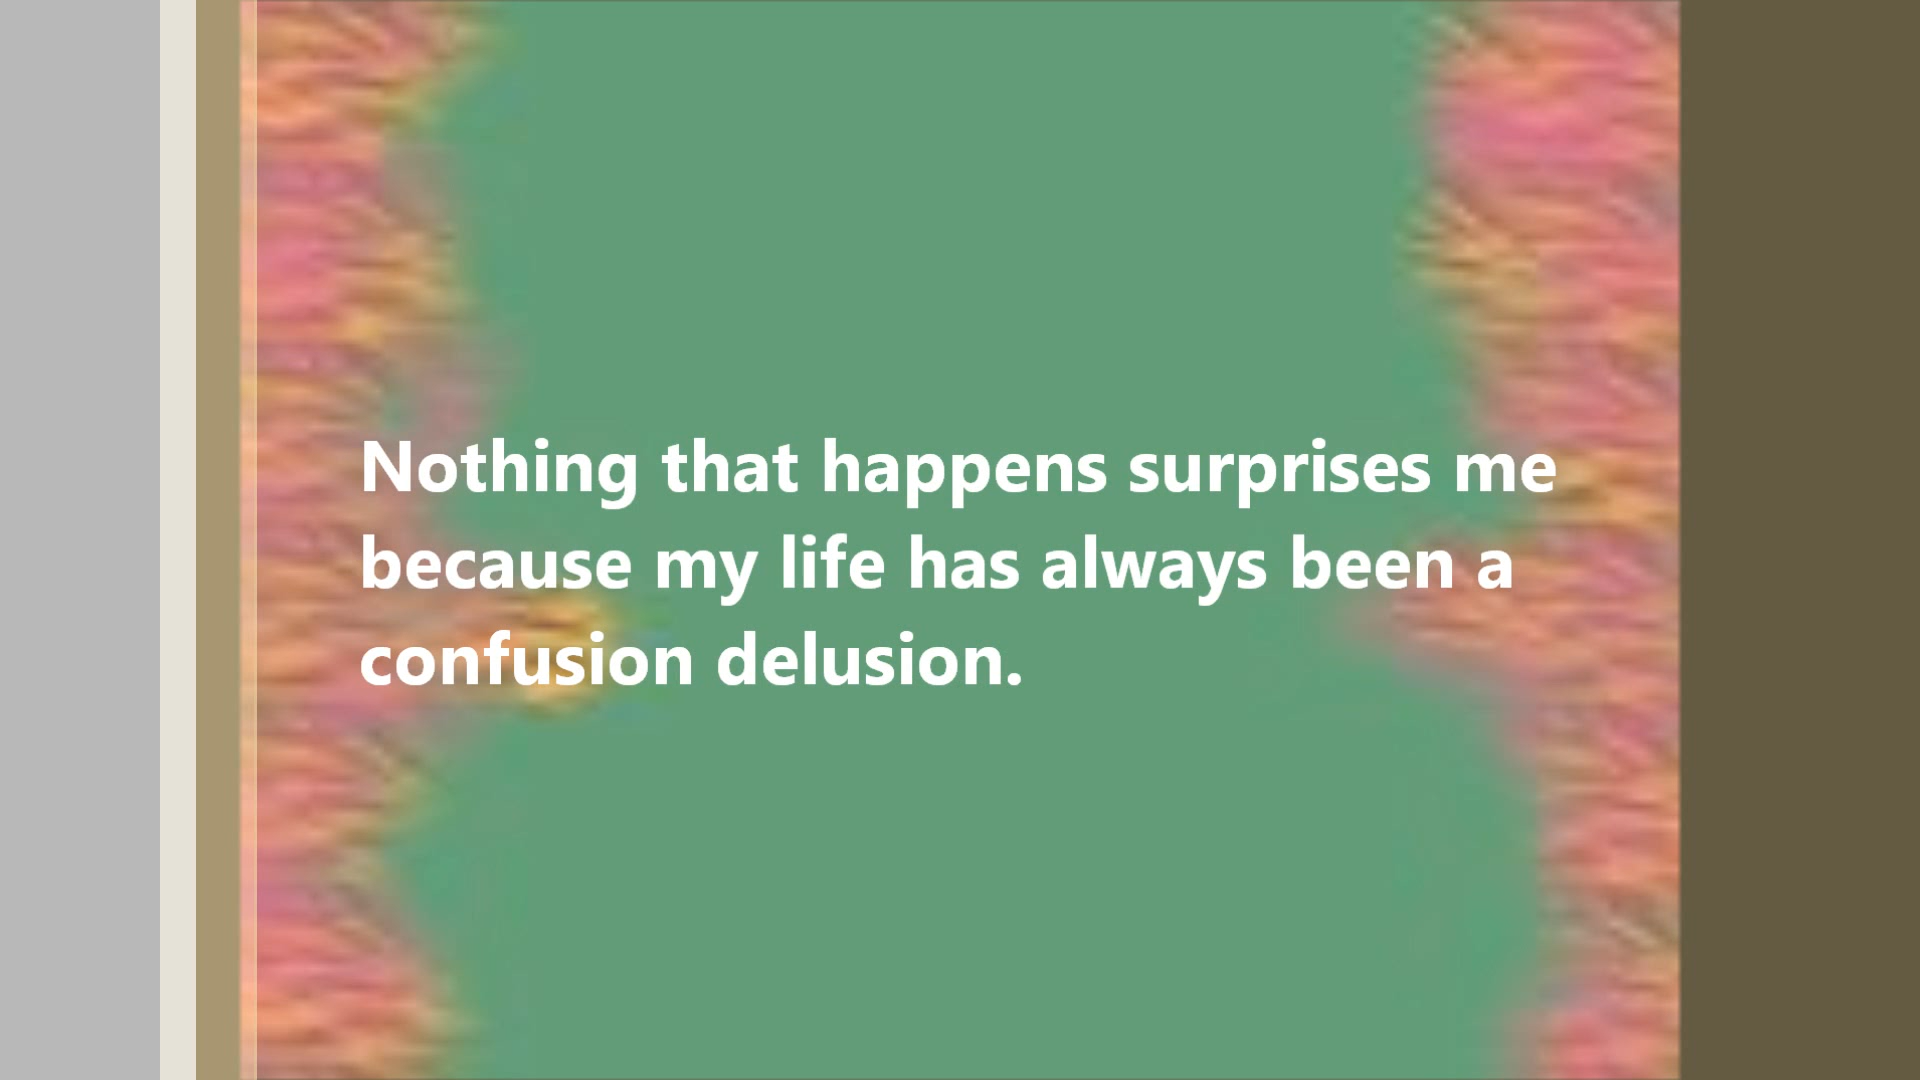 Nothing that happens surprises me
because my life has always been a
confusion delusion.